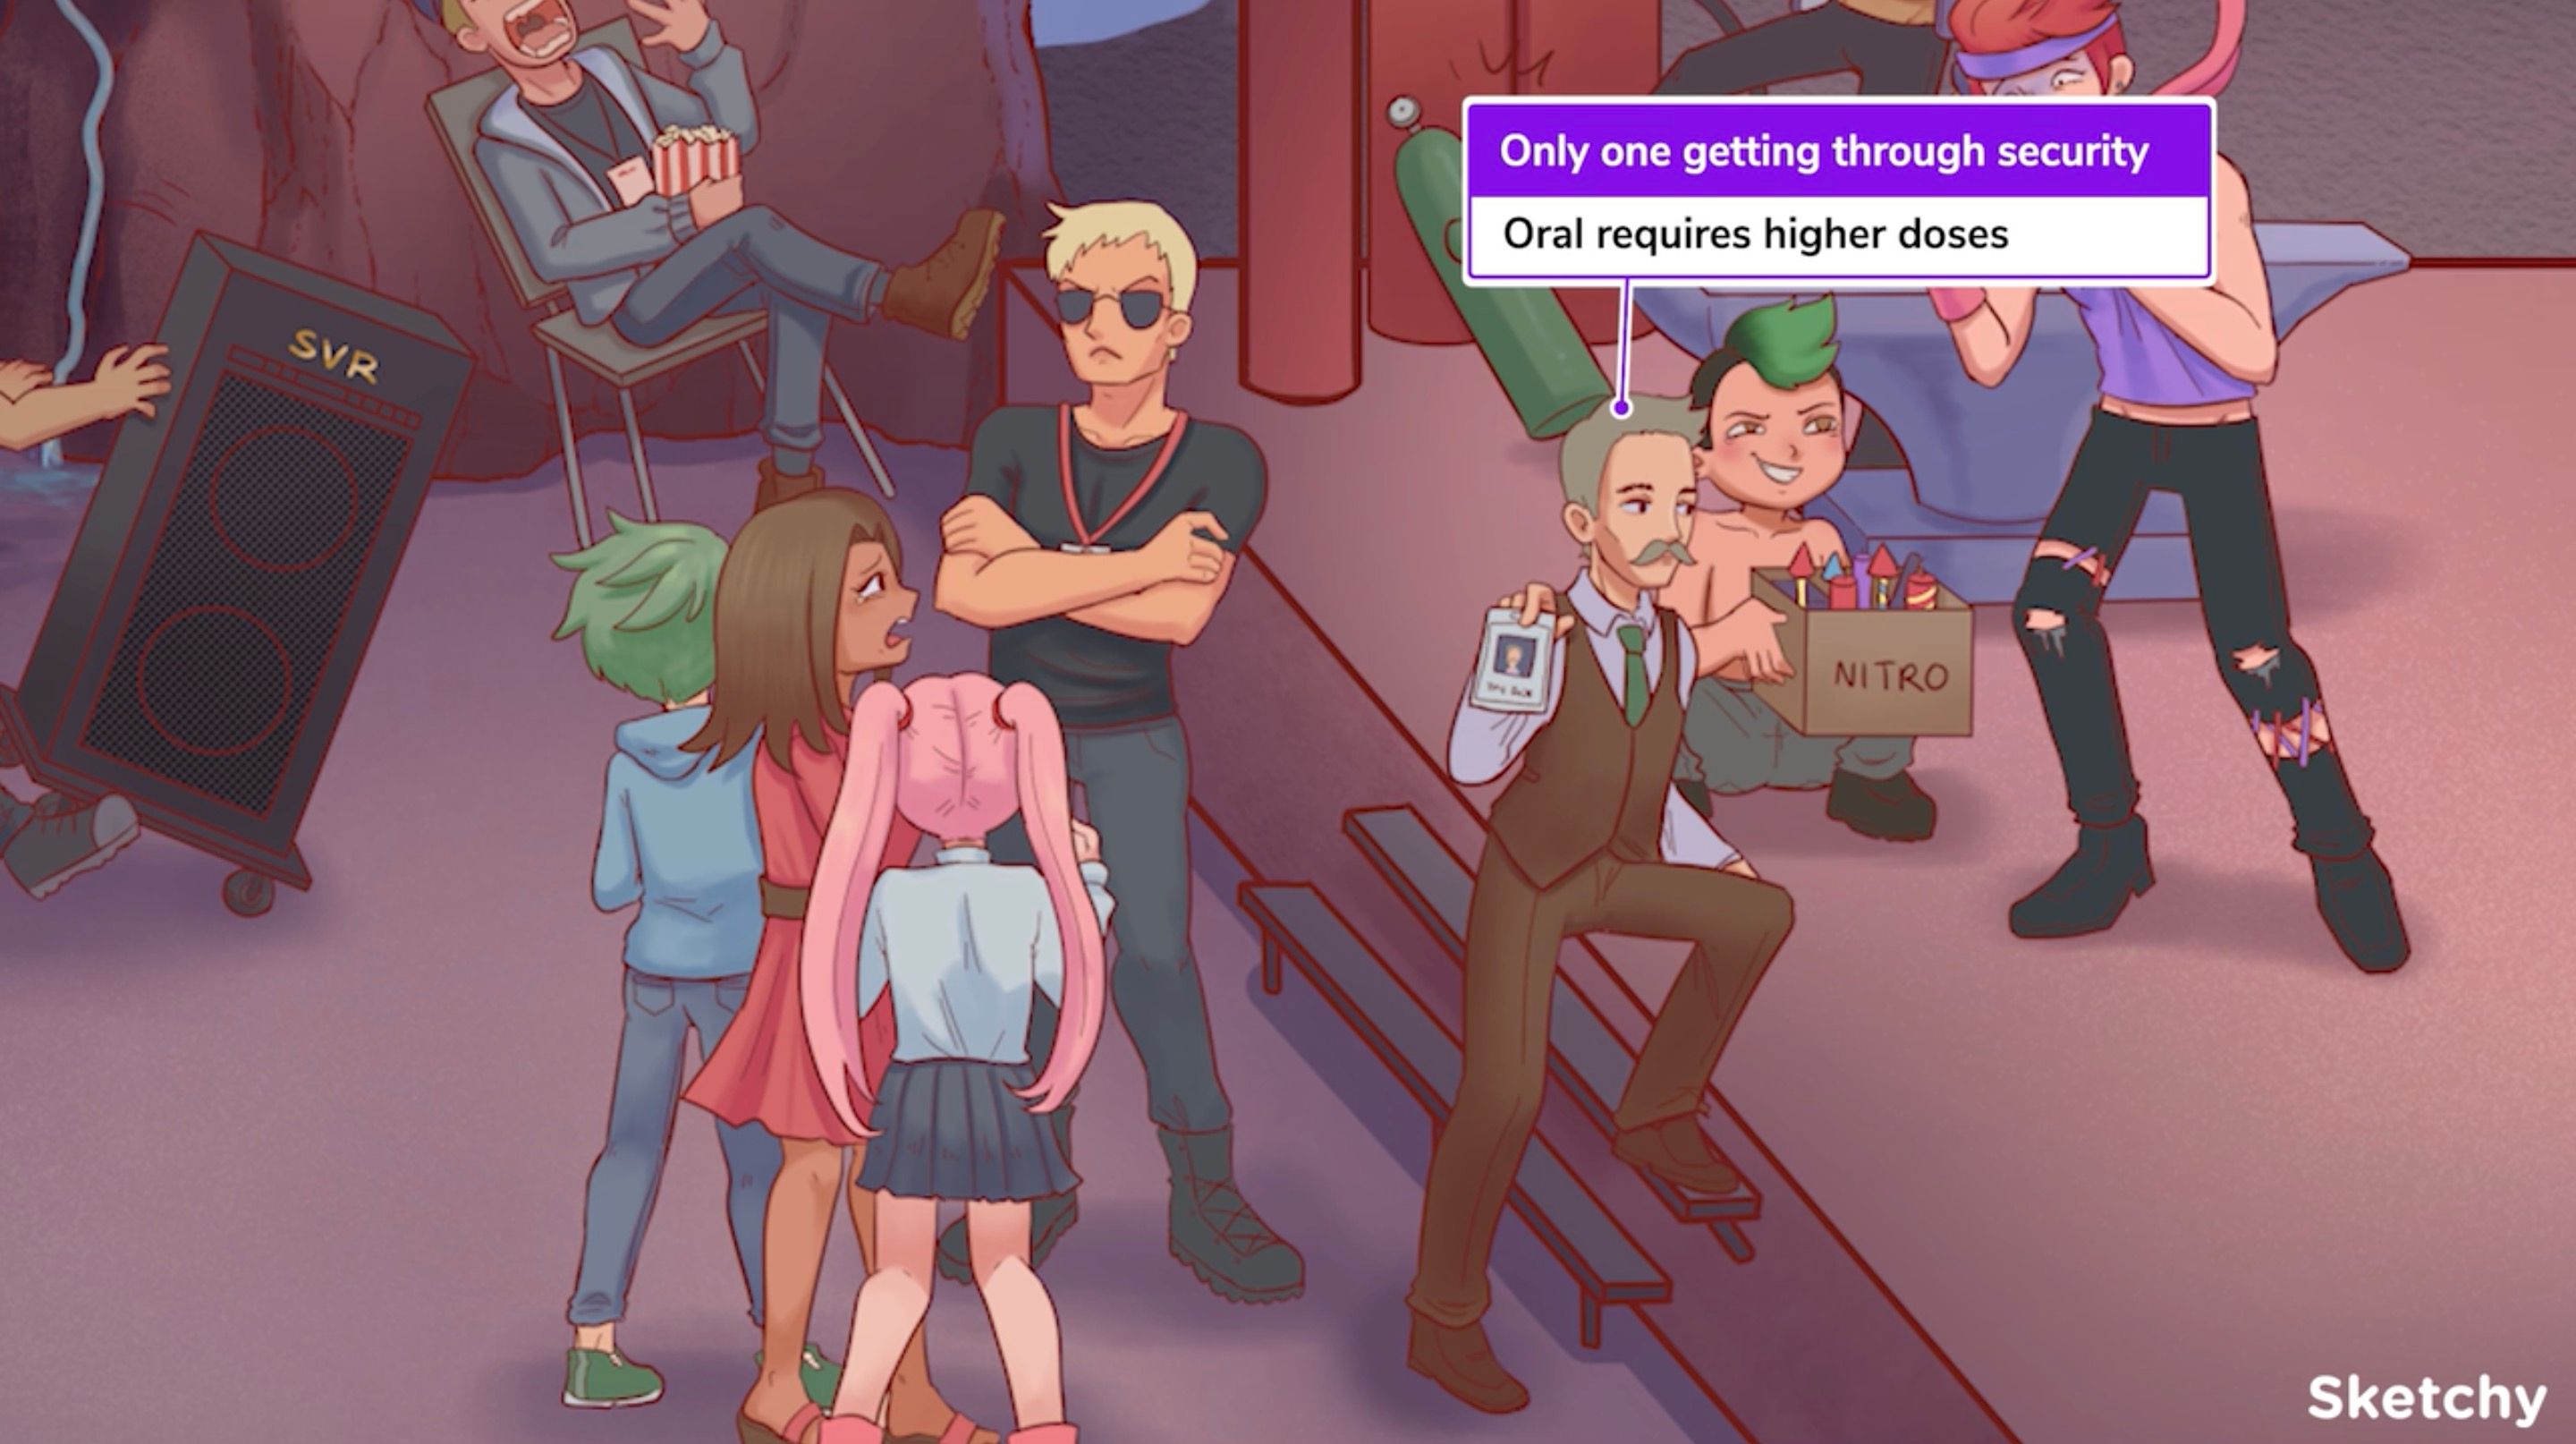 Only one getting through security
Oral requires higher doses
SVR
NITRO
Sketchy